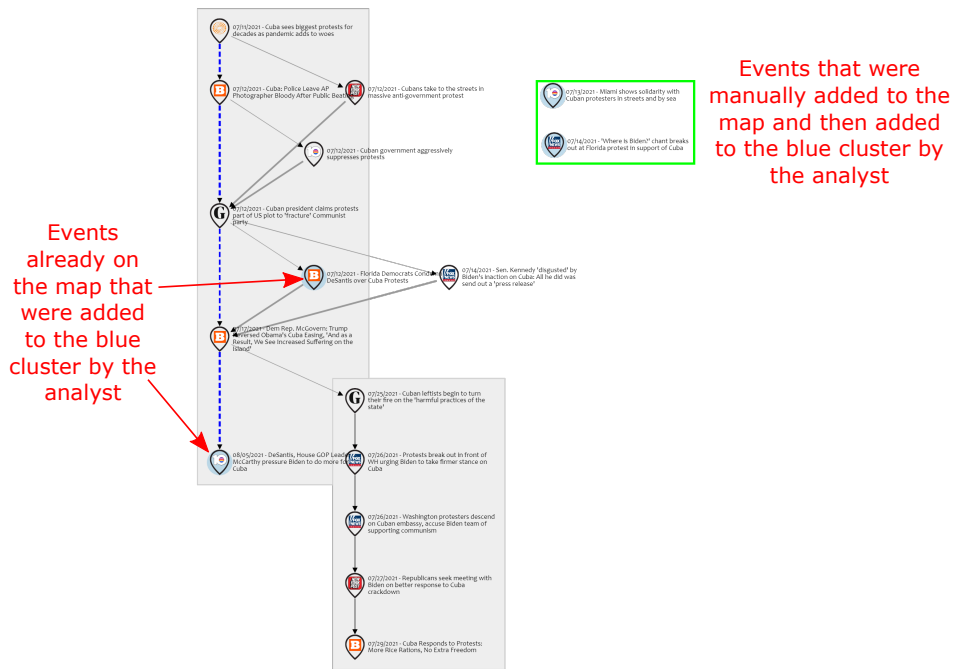 07/11/2021 - Cuba sees biggest protests for
decades as pandemic adds to woes
07/12/2021 - Cuba: Police Leave AP
Photographer Bloody After Public Beating
07/12/2021 - Cubans take to the streets in
massive anti-government protest
07/13/2021 - Miami shows solidarity with
Cuban protesters in streets and by sea
07/14/2021 - 'Where is Biden?' chant breaks
out at Florida protest in support of Cuba
Events that were
manually added to the
map and then added
to the blue cluster by
the analyst
07/12/2021 - Cuban government aggressively
suppresses protests
G
07/12/2021 - Cuban president claims protests
part of US plot to 'fracture' Communist
party
Events
already on
the map that
were added
to the blue
cluster by the
analyst
B
07/12/2021 - Florida Democrats
DeSantis over Cuba Protests
07/14/2021 - Sen. Kennedy 'disgusted' by
Biden's inaction on Cuba: All he did was
send out a 'press release'
B
Dem Rep. McGovern: Trump
Obama's Cuba Easing, 'And as a
Result, We See Increased Suffering on the
Island'
G
07/25/2021 - Cuban leftists begin to turn
their fire on the 'harmful practices of the
state'
08/05/2021 - DeSantis, House GOP
McCarthy pressure Biden to do more
Cuba
07/26/2021 - Protests break out in front of
WH urging Biden to take firmer stance on
Cuba
07/26/2021 - Washington protesters descend
on Cuban embassy, accuse Biden team of
supporting communism
07/27/2021 - Republicans seek meeting with
Biden on better response to Cuba
crackdown
B
07/29/2021 - Cuba Responds to Protests:
More Rice Rations, No Extra Freedom